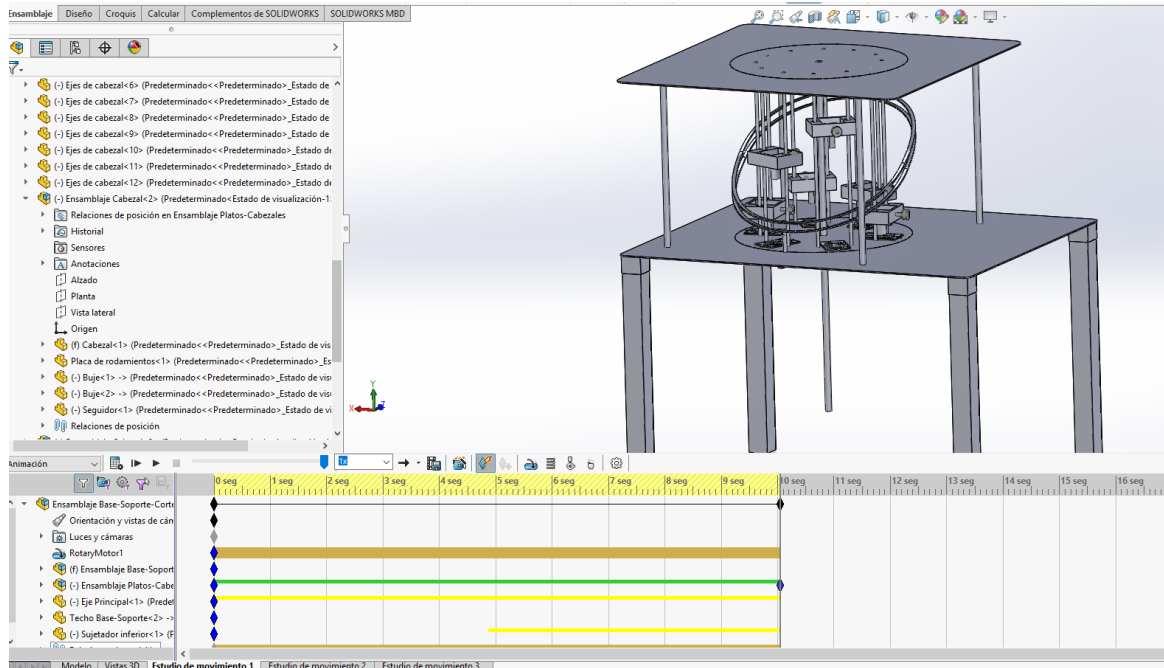 Ensamblaje Diseño Croquis Calcular Complementos de SOLIDWORKS SOLIDWORKS MBD
(-) Ejes de cabezal<6> (Predeterminado<<Predeterminado>_Estado de
(-) Ejes de cabezal<7> (Predeterminado<<Predeterminado>_Estado de
(-) Ejes de cabezal<8> (Predeterminado<<Predeterminado>_Estado de
(-) Ejes de cabezal<9> (Predeterminado<<Predeterminado>_Estado de
(-) Ejes de cabezal<10> (Predeterminado<<Predeterminado>_Estado de
(-) Ejes de cabezal<11> (Predeterminado<<Predeterminado>_Estado de
(-) Ejes de cabezal<12> (Predeterminado<<Predeterminado>_Estado de
(-) Ensamblaje Cabezal<2> (Predeterminado<Estado de visualización-1
Relaciones de posición en Ensamblaje Platos-Cabezales
Historial
Sensores
Anotaciones
Alzado
Planta
Vista lateral
Origen
(f) Cabezal<1> (Predeterminado<<Predeterminado>_Estado de vis
Placa de rodamientos<1> (Predeterminado<<Predeterminado>_Es
(-) Buje<1> -> (Predeterminado<<Predeterminado>_Estado de visu
(-) Buje<2> -> (Predeterminado<<Predeterminado>_Estado de visu
(-) Seguidor<1> (Predeterminado<<Predeterminado>_Estado de vi
Relaciones de posición
Y
X
Z
Animación
1x
0 seg 1 seg 2 seg 3 seg 4 seg 5 seg 6 seg 7 seg 8 seg 9 seg 10 seg 11 seg 12 seg 13 seg 14 seg 15 seg 16 seg
Ensamblaje Base-Soporte-Corte
Orientación y vistas de cám
Luces y cámaras
RotaryMotor1
(f) Ensamblaje Base-Soport
(-) Ensamblaje Platos-Cabe
(-) Eje Principal<1> (Predet
Techo Base-Soporte<2> ->
(-) Sujetador inferior<1> (P
Modelo Vistas 3D Estudio de movimiento 1 Estudio de movimiento 2 Estudio de movimiento 3